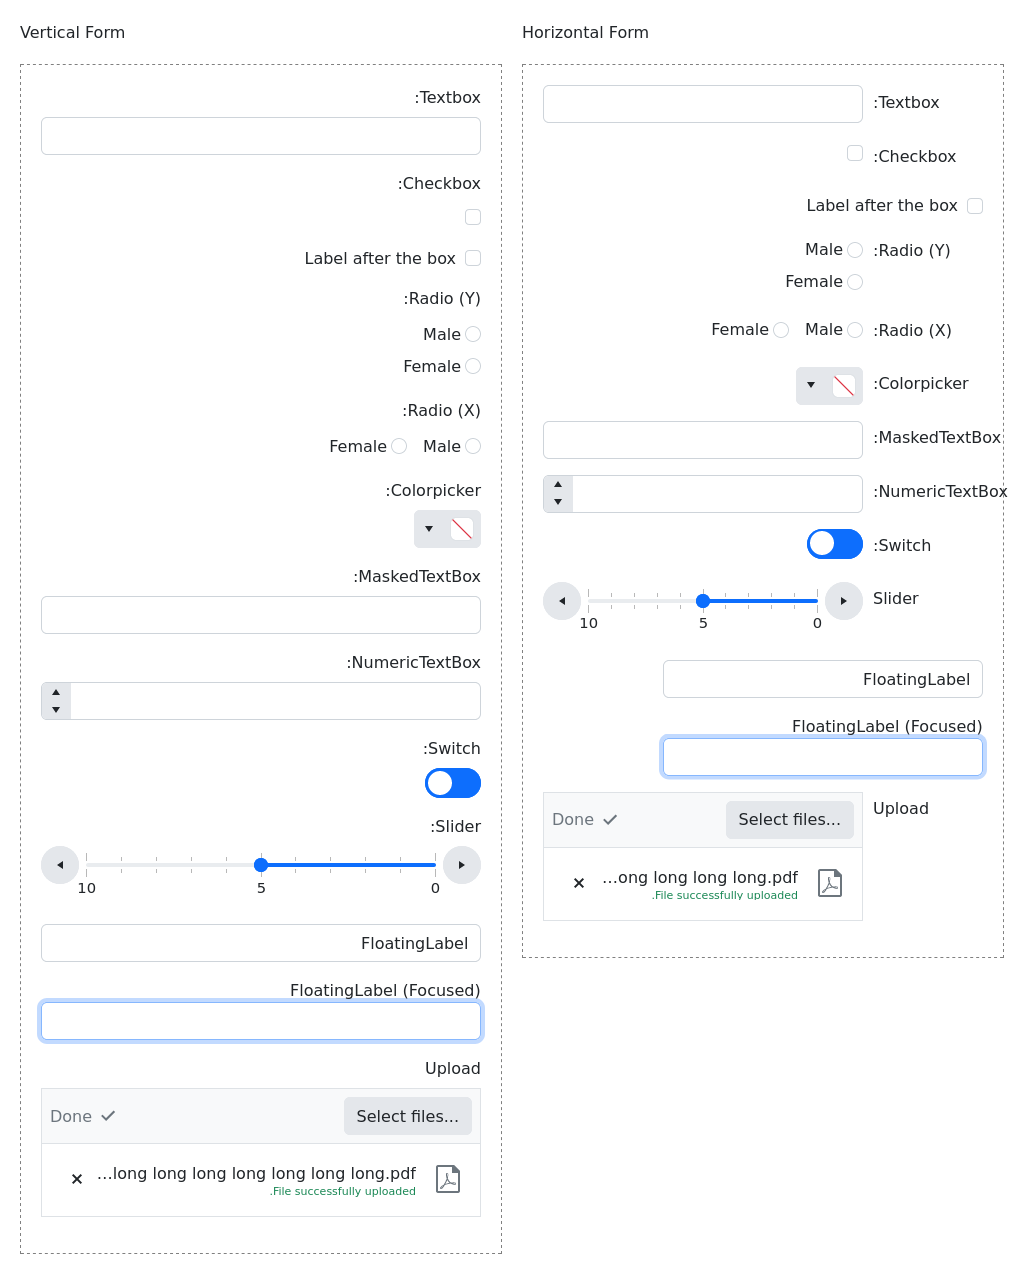 Vertical Form
:Textbox
:Checkbox
Label after the box
:Radio (Y)
Male
Female
:Radio (X)
Female Male
:Colorpicker
:MaskedTextBox
:NumericTextBox
:Switch
:Slider
10 5 0
FloatingLabel
FloatingLabel (Focused)
Upload
Done Select files...
...long long long long long long long.pdf
.File successfully uploaded
Horizontal Form
:Textbox
:Checkbox
Label after the box
Male :Radio (Y)
Female
Female Male :Radio (X)
:Colorpicker
:MaskedTextBox
:NumericTextBox
:Switch
Slider
10 5 0
FloatingLabel
FloatingLabel (Focused)
Upload
Done Select files...
...ong long long long.pdf
.File successfully uploaded